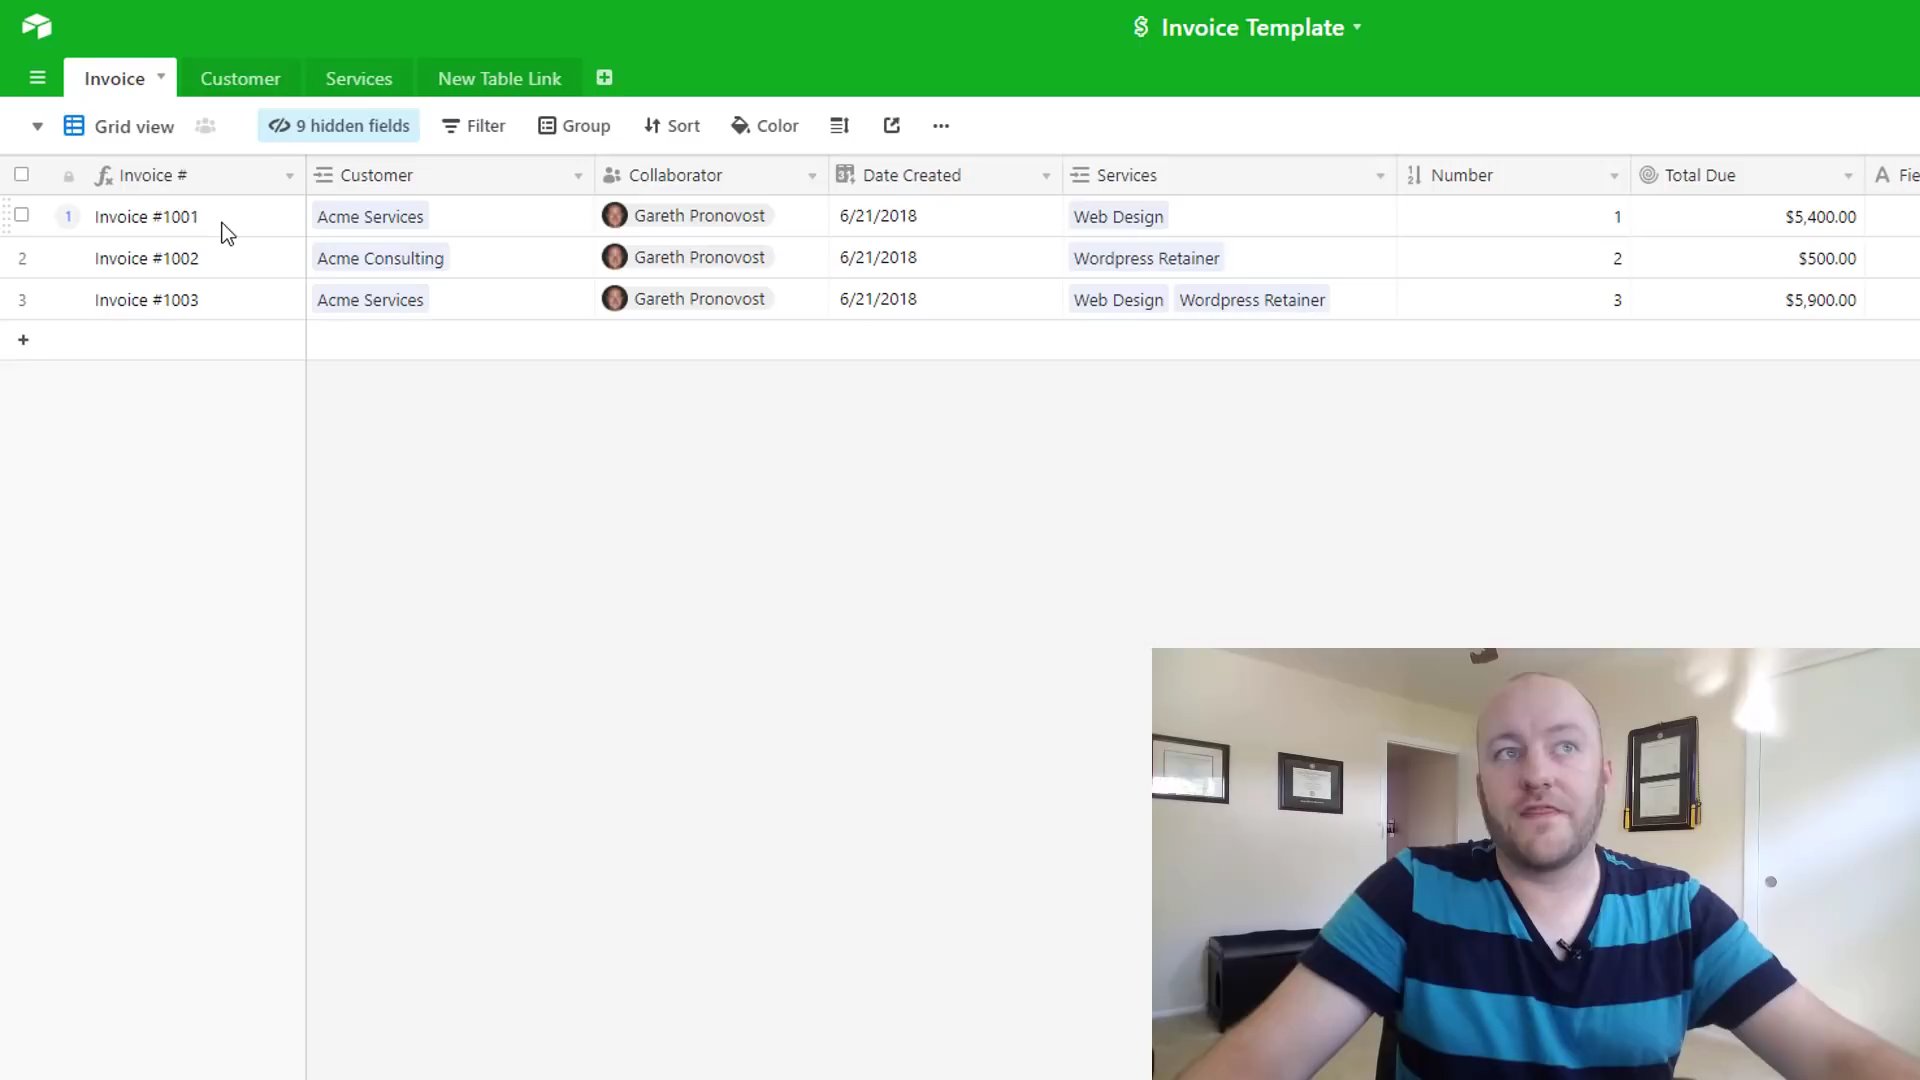 Invoice Template
Invoice Customer Services New Table Link
Grid view 9 hidden fields Filter Group Sort Color
Invoice # Customer Collaborator Date Created Services Number Total Due Fie
1 Invoice #1001 Acme Services Gareth Pronovost 6/21/2018 Web Design 1 $5,400.00
2 Invoice #1002 Acme Consulting Gareth Pronovost 6/21/2018 Wordpress Retainer 2 $500.00
3 Invoice #1003 Acme Services Gareth Pronovost 6/21/2018 Web Design Wordpress Retainer 3 $5,900.00
+